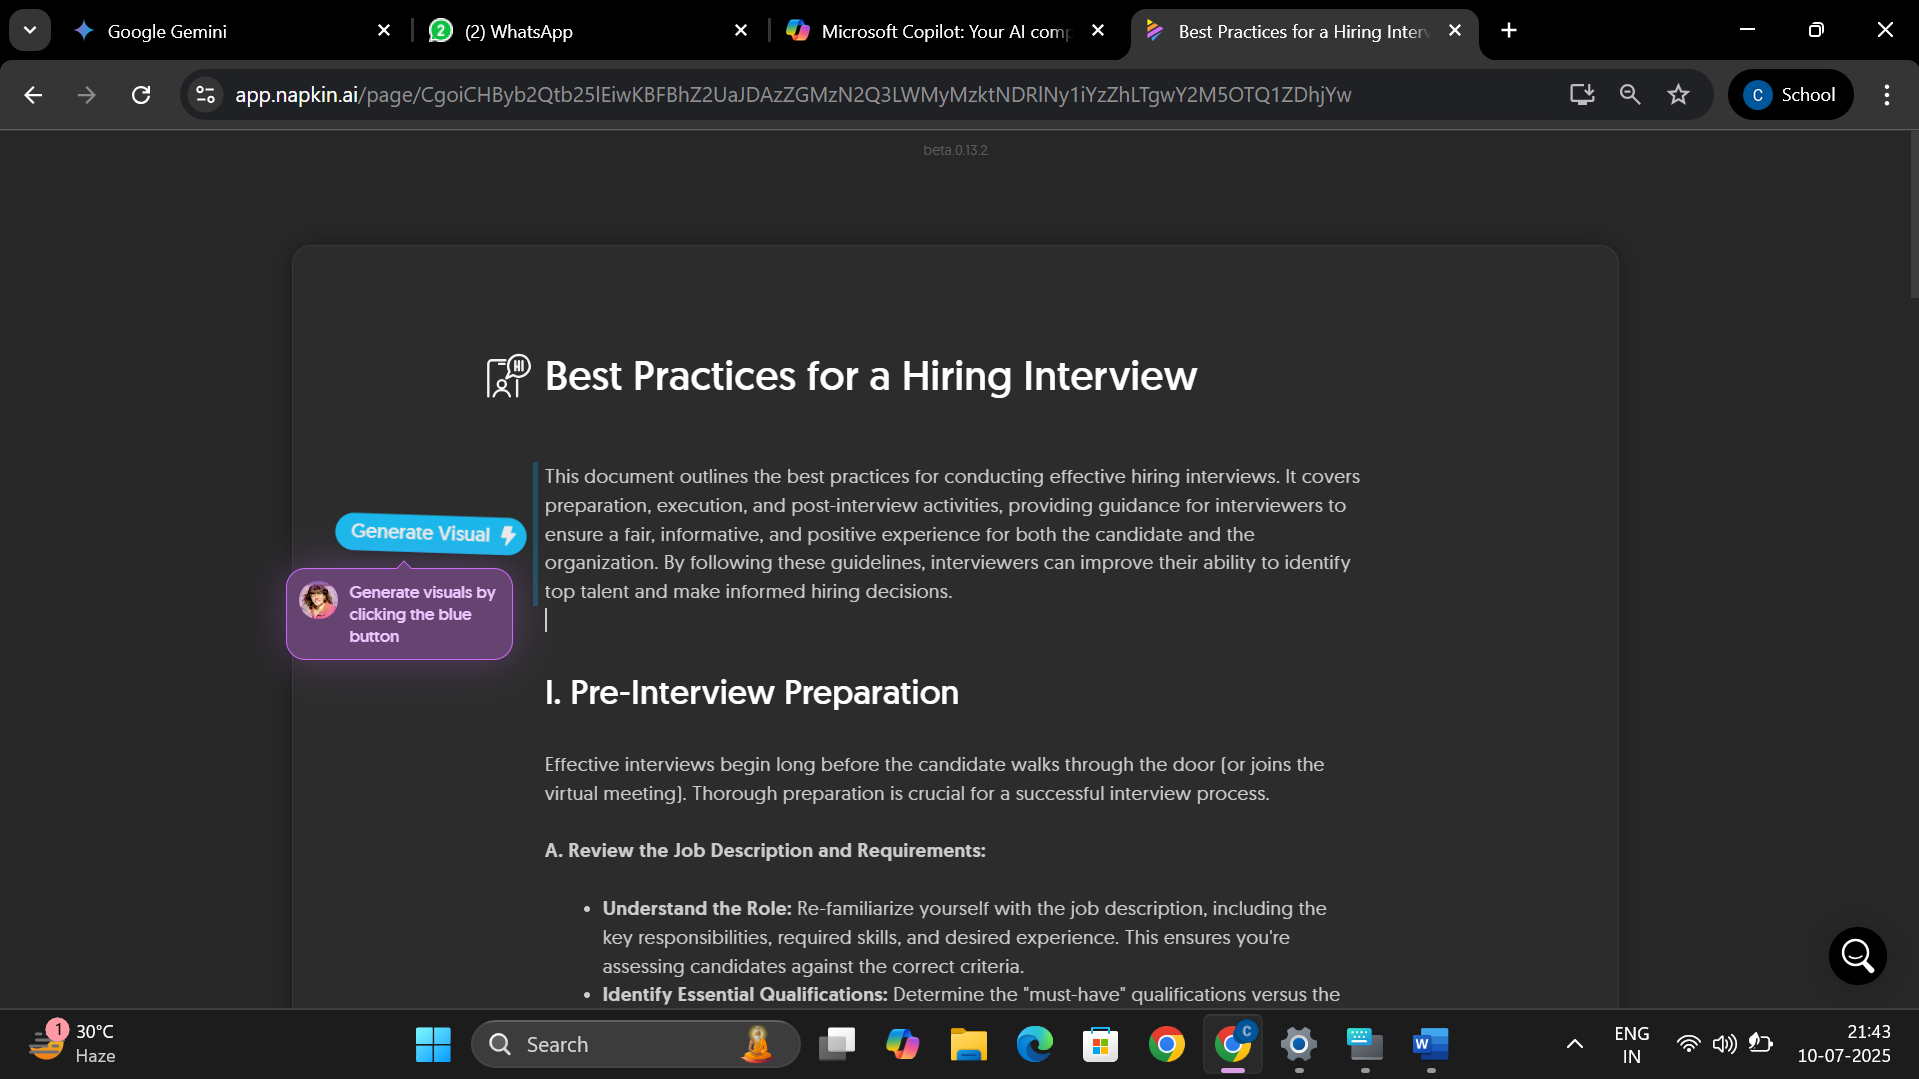 Google Gemini
(2) WhatsApp
Microsoft Copilot: Your AI comp
Best Practices for a Hiring Interv
app.napkin.ai/page/CgoiCHByb2Qtb25lEiwKBFBhZ2UaJDAzZGMzN2Q3LWMyMzktNDRlNy1iYzZhLTgwY2M5OTQ1ZDhjYw
C School
beta.0.13.2
HI
Best Practices for a Hiring Interview
This document outlines the best practices for conducting effective hiring interviews. It covers
preparation, execution, and post-interview activities, providing guidance for interviewers to
ensure a fair, informative, and positive experience for both the candidate and the
organization. By following these guidelines, interviewers can improve their ability to identify
top talent and make informed hiring decisions.
Generate Visual
Generate visuals by
clicking the blue
button
I. Pre-Interview Preparation
Effective interviews begin long before the candidate walks through the door (or joins the
virtual meeting). Thorough preparation is crucial for a successful interview process.
A. Review the Job Description and Requirements:
• Understand the Role: Re-familiarize yourself with the job description, including the
key responsibilities, required skills, and desired experience. This ensures you're
assessing candidates against the correct criteria.
• Identify Essential Qualifications: Determine the "must-have" qualifications versus the
1
30°C
Haze
Search
C
W
ENG
IN
21:43
10-07-2025